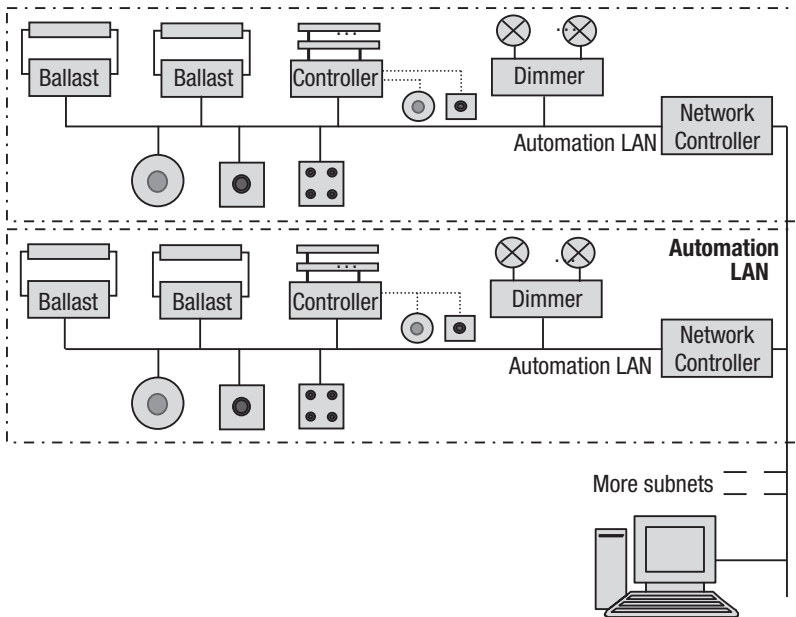 Ballast
Ballast
Controller
Dimmer
Network
Controller
Automation LAN
Automation
LAN
Ballast
Ballast
Controller
Dimmer
Network
Controller
Automation LAN
More subnets